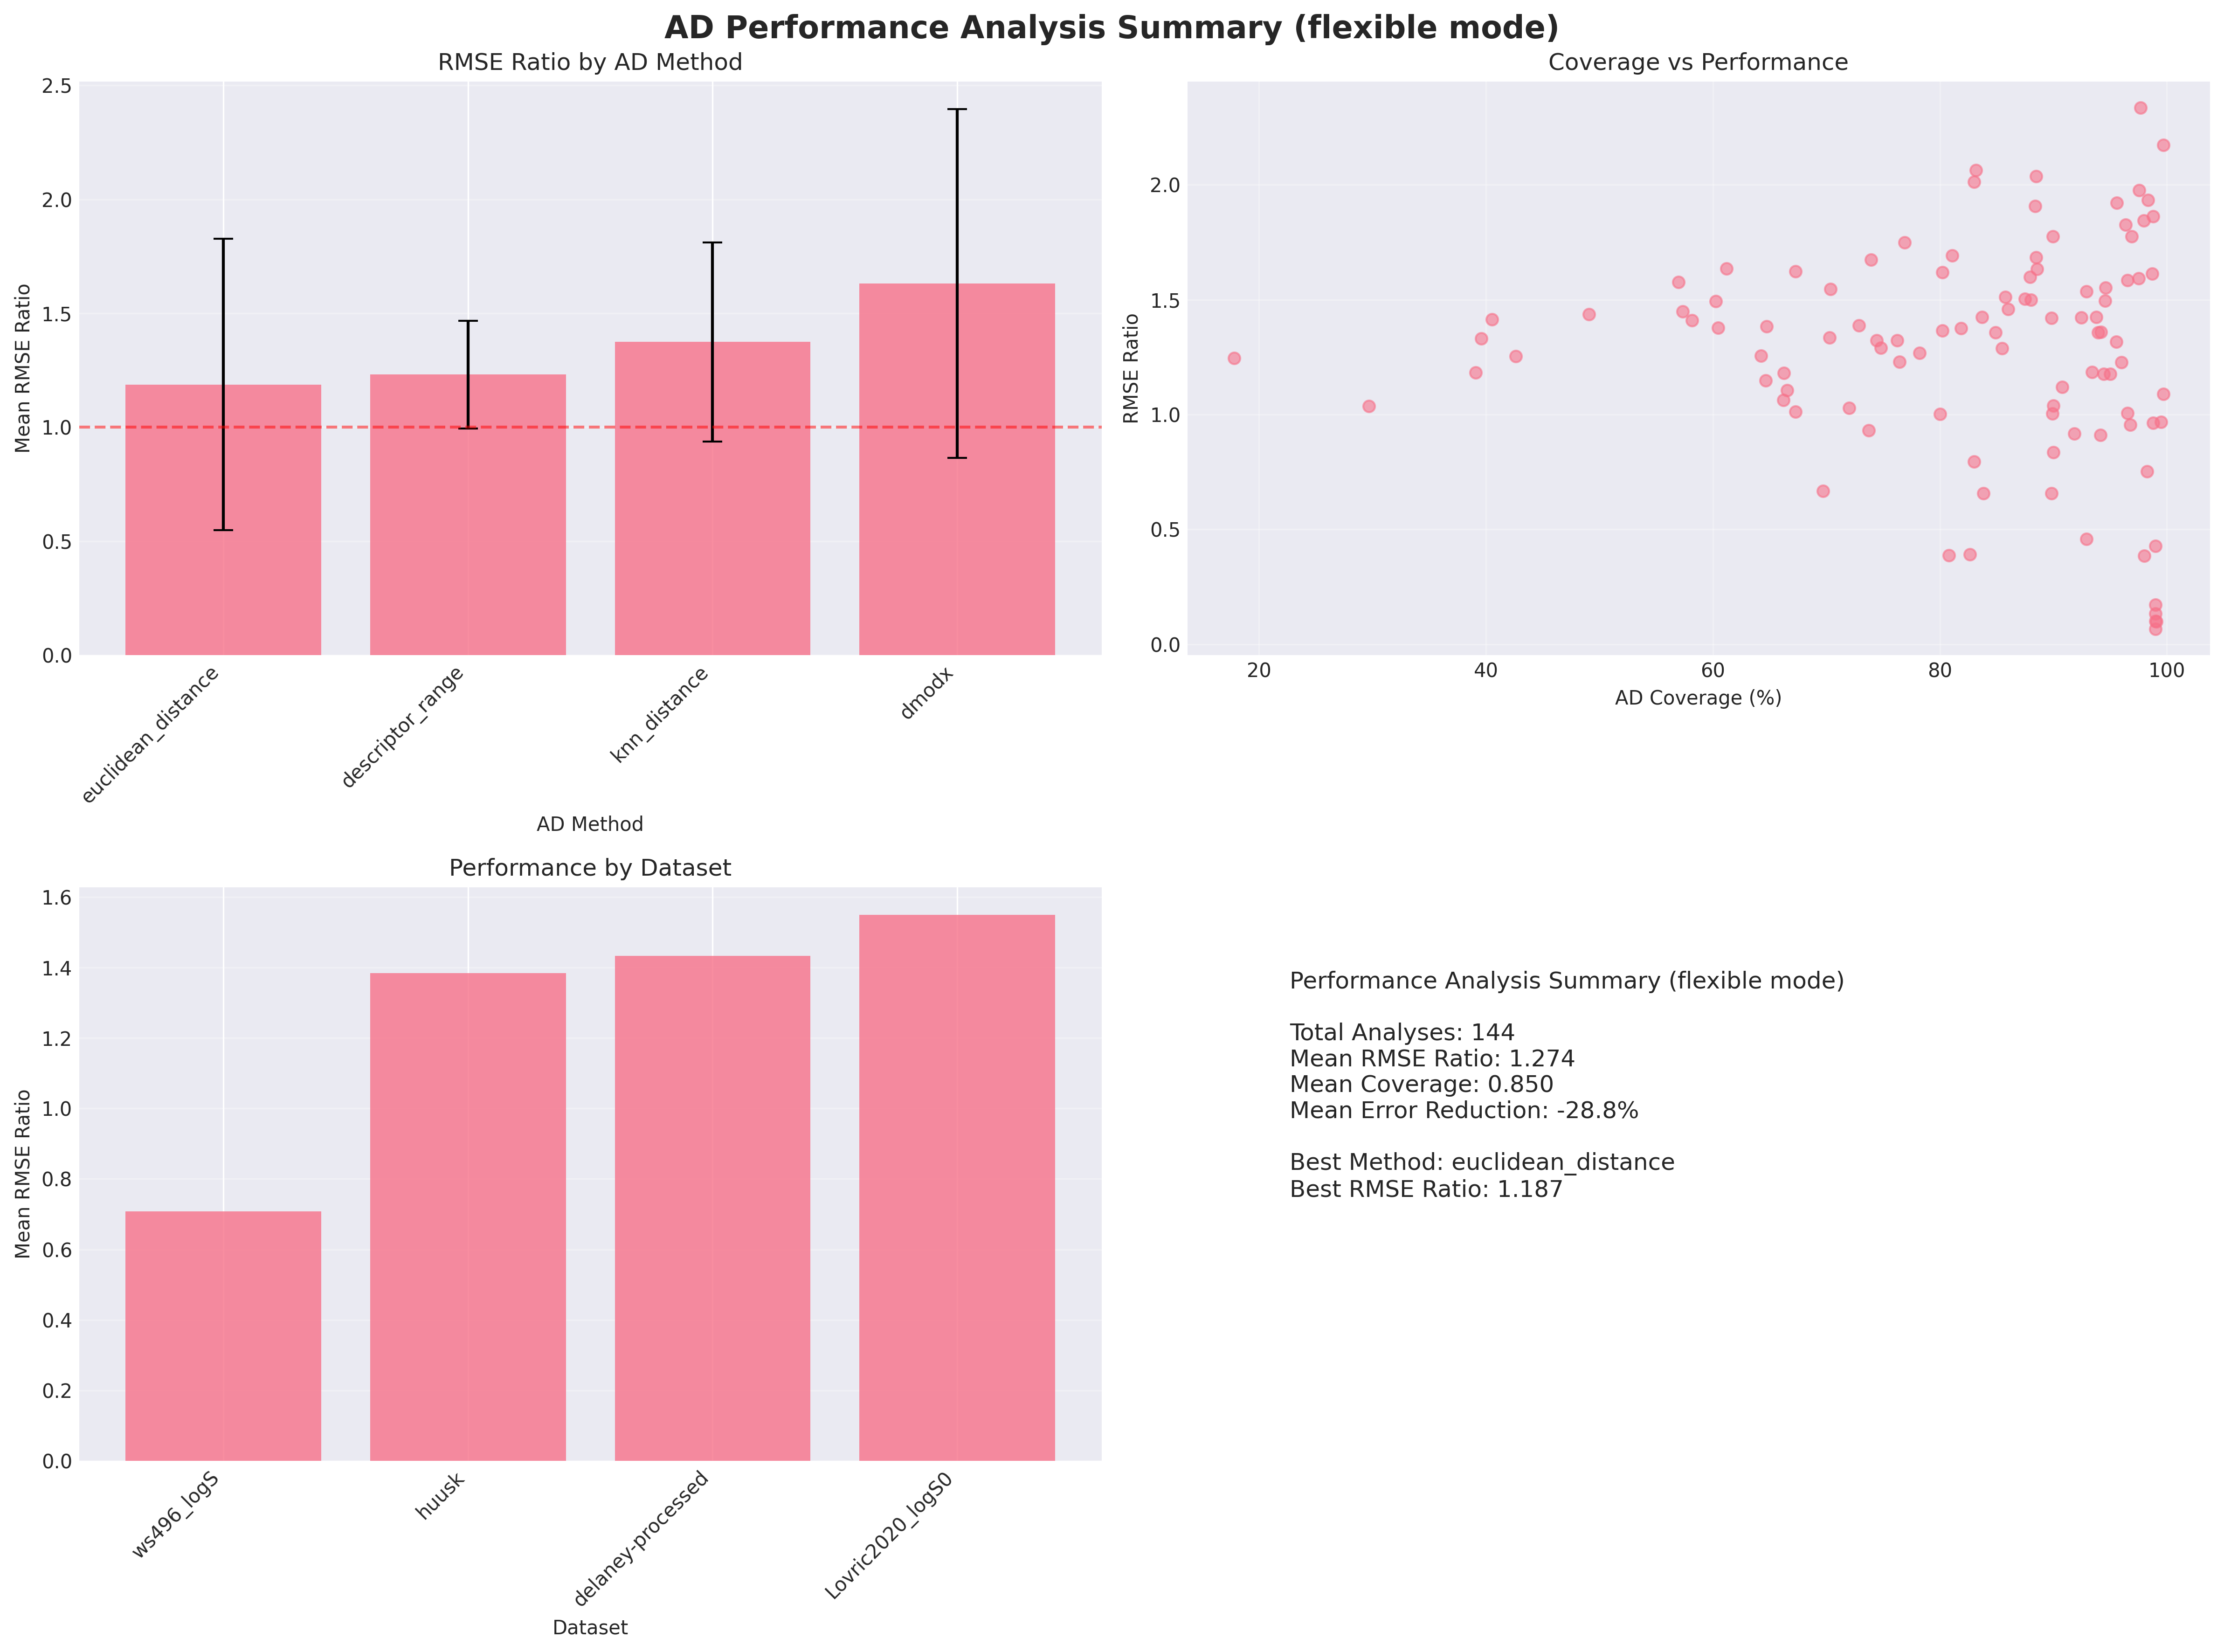 AD Performance Analysis Summary (flexible mode)
RMSE Ratio by AD Method
Mean RMSE Ratio
2.5
2.0
1.5
1.0
0.5
0.0
euclidean_distance
descriptor_range
knn_distance
dmodx
AD Method
Coverage vs Performance
RMSE Ratio
2.0
1.5
1.0
0.5
0.0
20
40
60
80
100
AD Coverage (%)
Performance by Dataset
Mean RMSE Ratio
1.6
1.4
1.2
1.0
0.8
0.6
0.4
0.2
0.0
ws496_logS
huusk
delaney-processed
Lovric2020_logS0
Dataset
Performance Analysis Summary (flexible mode)
Total Analyses: 144
Mean RMSE Ratio: 1.274
Mean Coverage: 0.850
Mean Error Reduction: -28.8%
Best Method: euclidean_distance
Best RMSE Ratio: 1.187